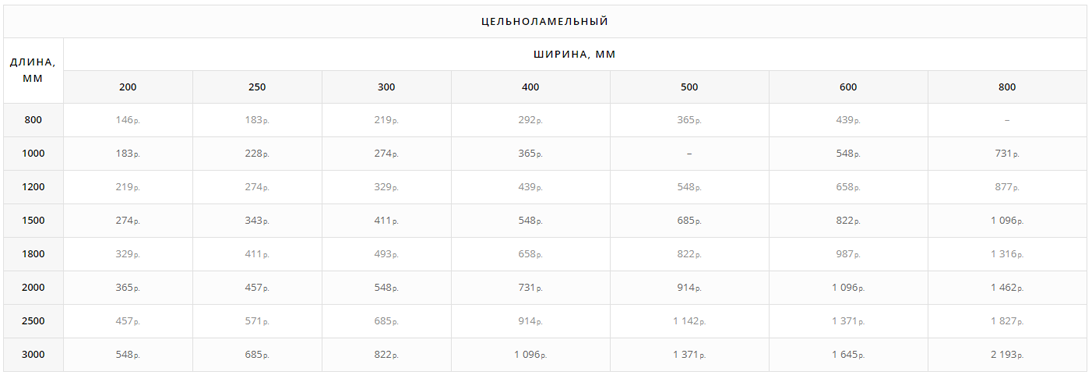 ЦЕЛЬНОЛАМЕЛЬНЫЙ
ДЛИНА, ММ
ШИРИНА, ММ
200 250 300 400 500 600 800
800 146р. 183р. 219р. 292р. 365р. 439р. –
1000 183р. 228р. 274р. 365р. – 548р. 731р.
1200 219р. 274р. 329р. 439р. 548р. 658р. 877р.
1500 274р. 343р. 411р. 548р. 685р. 822р. 1 096р.
1800 329р. 411р. 493р. 658р. 822р. 987р. 1 316р.
2000 365р. 457р. 548р. 731р. 914р. 1 096р. 1 462р.
2500 457р. 571р. 685р. 914р. 1 142р. 1 371р. 1 827р.
3000 548р. 685р. 822р. 1 096р. 1 371р. 1 645р. 2 193р.